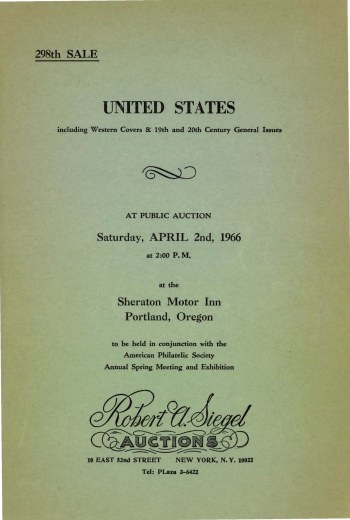 298th SALE
UNITED STATES
including Western Covers & 19th and 20th Century General Issues
AT PUBLIC AUCTION
Saturday, APRIL 2nd, 1966
at 2:00 P.M.
at the
Sheraton Motor Inn
Portland, Oregon
to be held in conjunction with the
American Philatelic Society
Annual Spring Meeting and Exhibition
Robert A. Siegel
AUCTIONS
10 EAST 52nd STREET NEW YORK, N. Y. 10022
Tel: PLaza 3-6422